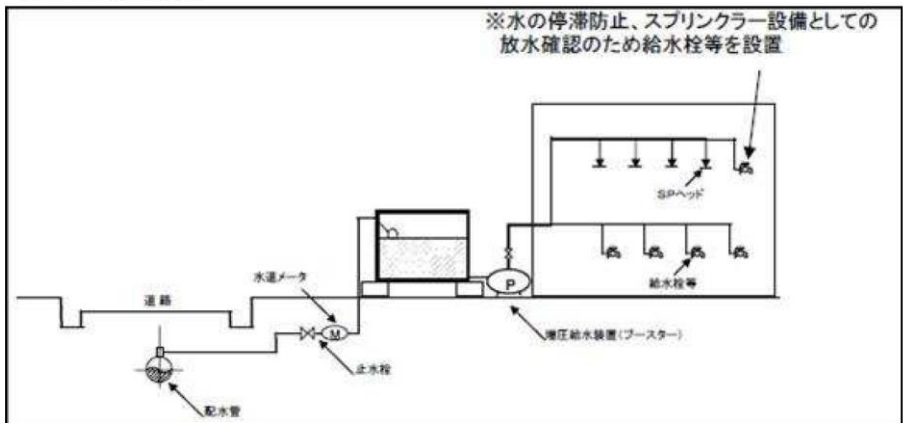 ※水の停滞防止、スプリンクラー設備としての
放水確認のため給水栓等を設置
SPヘッド
水道メータ
P
給水栓等
道路
増圧給水装置(ブースター)
M
止水栓
配水管